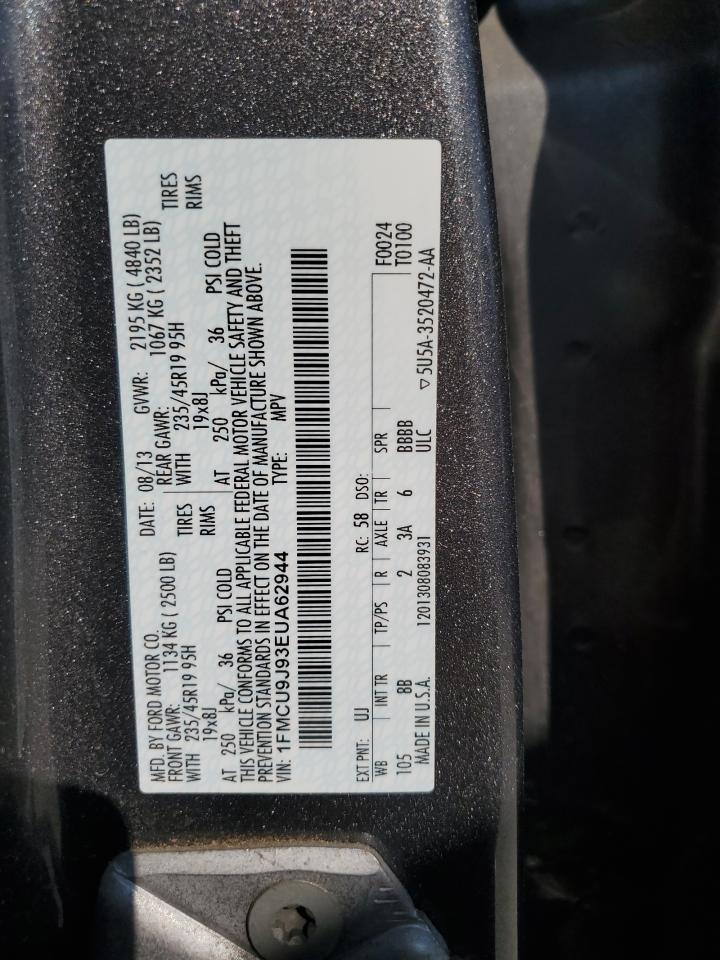 MFD. BY FORD MOTOR CO. DATE: 08/13 GVWR: 2195 KG ( 4840 LB)
FRONT GAWR: 1134 KG ( 2500 LB) REAR GAWR: 1067 KG ( 2352 LB)
WITH 235/45R19 95H TIRES WITH 235/45R19 95H TIRES
19x8J RIMS 19x8J RIMS
AT 250 kPa/ 36 PSI COLD AT 250 kPa/ 36 PSI COLD
THIS VEHICLE CONFORMS TO ALL APPLICABLE FEDERAL MOTOR VEHICLE SAFETY AND THEFT
PREVENTION STANDARDS IN EFFECT ON THE DATE OF MANUFACTURE SHOWN ABOVE.
VIN: 1FMCU9J93EUA62944 TYPE: MPV
EXT PNT: UJ RC: 58 DSO: F0024
WB INT TR TP/PS R AXLE TR SPR T0100
105 8B 2 3A 6 BBBB
MADE IN U.S.A. 1201308083931 ULC ▽5U5A-3520472-AA